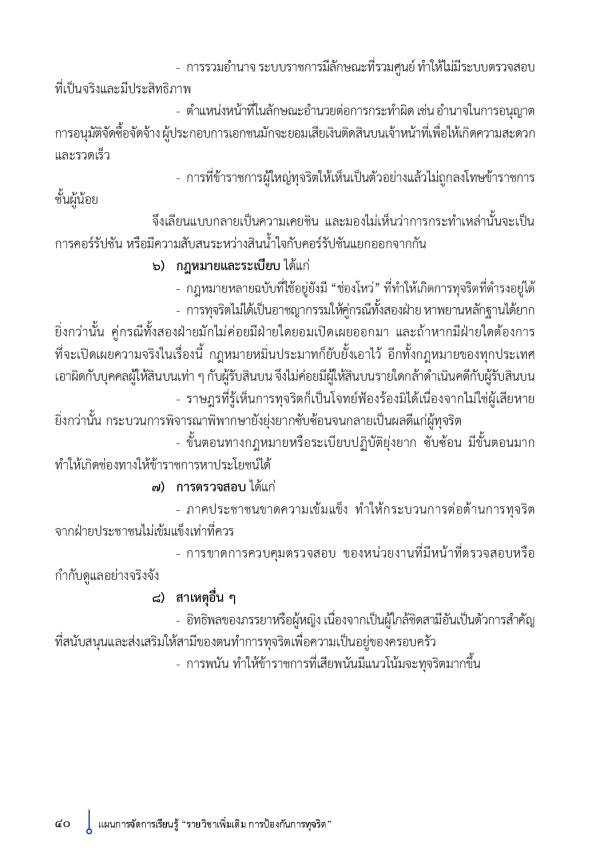 - การรวมอำนาจ ระบบราชการมีลักษณะที่รวมศูนย์ ทำให้ไม่มีระบบตรวจสอบ
ที่เป็นจริงและมีประสิทธิภาพ
- ตำแหน่งหน้าที่ในลักษณะอำนวยต่อการกระทำผิด เช่น อำนาจในการอนุญาต
การอนุมัติจัดซื้อจัดจ้าง ผู้ประกอบการเอกชนมักจะยอมเสียเงินติดสินบนเจ้าหน้าที่เพื่อให้เกิดความสะดวก
และรวดเร็ว
- การที่ข้าราชการผู้ใหญ่ทุจริตให้เห็นเป็นตัวอย่างแล้วไม่ถูกลงโทษข้าราชการ
ชั้นผู้น้อย
จึงเลียนแบบกลายเป็นความเคยชิน และมองไม่เห็นว่าการกระทำเหล่านั้นจะเป็น
การคอร์รัปชัน หรือมีความสับสนระหว่างสินน้ำใจกับคอร์รัปชันแยกออกจากกัน
๖) กฎหมายและระเบียบ ได้แก่
- กฎหมายหลายฉบับที่ใช้อยู่ยังมี “ช่องโหว่” ที่ทำให้เกิดการทุจริตที่ดำรงอยู่ได้
- การทุจริตไม่ได้เป็นอาชญากรรมให้คู่กรณีทั้งสองฝ่าย หาพยานหลักฐานได้ยาก
ยิ่งกว่านั้น คู่กรณีทั้งสองฝ่ายมักไม่ค่อยมีฝ่ายใดยอมเปิดเผยออกมา และถ้าหากมีฝ่ายใดต้องการ
ที่จะเปิดเผยความจริงในเรื่องนี้ กฎหมายหมิ่นประมาทก็ยับยั้งเอาไว้ อีกทั้งกฎหมายของทุกประเทศ
เอาผิดกับบุคคลผู้ให้สินบนเท่า ๆ กับผู้รับสินบน จึงไม่ค่อยมีผู้ให้สินบนรายใดกล้าดำเนินคดีกับผู้รับสินบน
- ราษฎรที่รู้เห็นการทุจริตก็เป็นโจทย์ฟ้องร้องมิได้เนื่องจากไม่ใช่ผู้เสียหาย
ยิ่งกว่านั้น กระบวนการพิจารณาพิพากษายังยุ่งยากซับซ้อนจนกลายเป็นผลดีแก่ผู้ทุจริต
- ขั้นตอนทางกฎหมายหรือระเบียบปฏิบัติยุ่งยาก ซับซ้อน มีขั้นตอนมาก
ทำให้เกิดช่องทางให้ข้าราชการหาประโยชน์ได้
๗) การตรวจสอบ ได้แก่
- ภาคประชาชนขาดความเข้มแข็ง ทำให้กระบวนการต่อต้านการทุจริต
จากฝ่ายประชาชนไม่เข้มแข็งเท่าที่ควร
- การขาดการควบคุมตรวจสอบ ของหน่วยงานที่มีหน้าที่ตรวจสอบหรือ
กำกับดูแลอย่างจริงจัง
๘) สาเหตุอื่น ๆ
- อิทธิพลของภรรยาหรือผู้หญิง เนื่องจากเป็นผู้ใกล้ชิดสามีอันเป็นตัวการสำคัญ
ที่สนับสนุนและส่งเสริมให้สามีของตนทำการทุจริตเพื่อความเป็นอยู่ของครอบครัว
- การพนัน ทำให้ข้าราชการที่เสียพนันมีแนวโน้มจะทุจริตมากขึ้น
๔๐ แผนการจัดการเรียนรู้ “รายวิชาเพิ่มเติม การป้องกันการทุจริต”